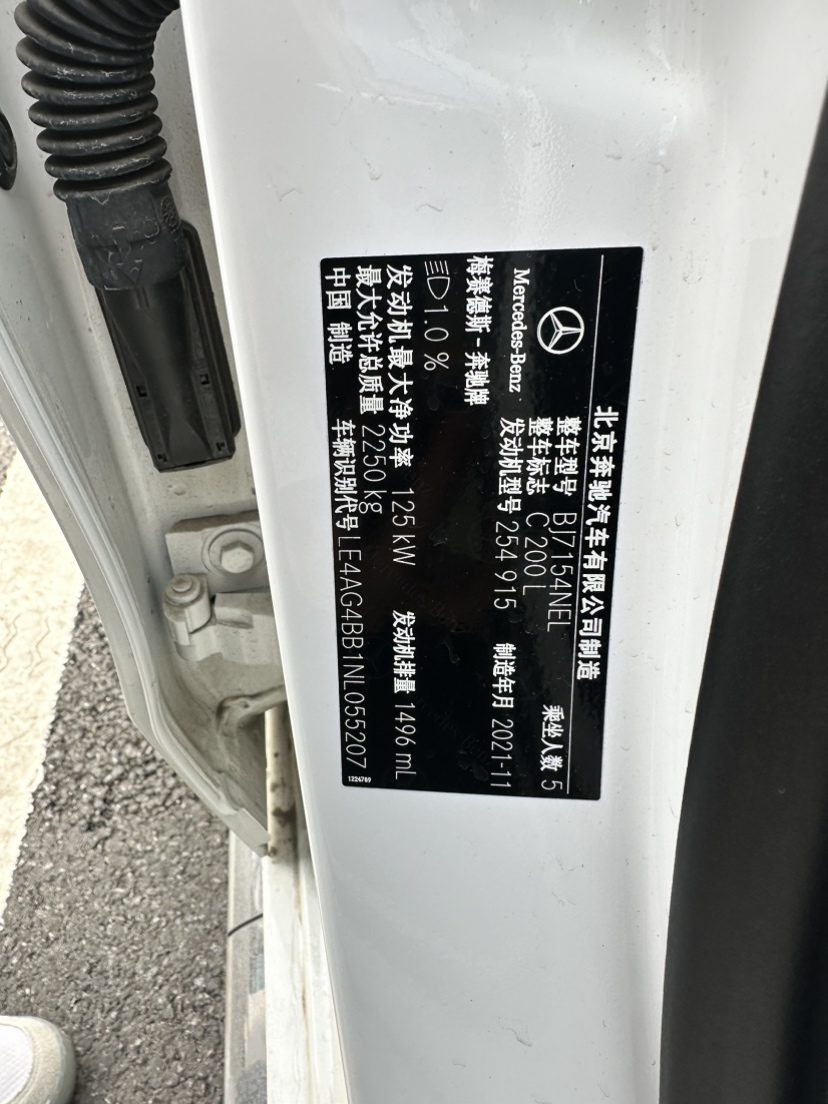 北京奔驰汽车有限公司制造
Mercedes-Benz
梅赛德斯-奔驰牌
整车型号 BJ7154NEL 乘坐人数 5
整车标志 C 200 L
发动机型号 254 915 制造年月 2021-11
1.0 %
发动机最大净功率 125 kW 发动机排量 1496 mL
最大允许总质量 2250 kg
中国 制造 车辆识别代号 LE4AG4BB1NL055207
1224769